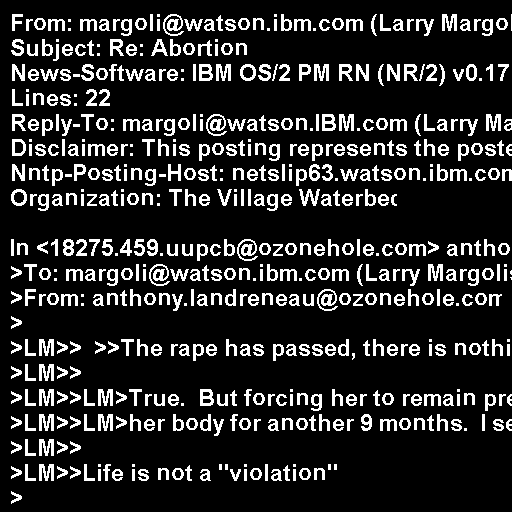 From: margoli@watson.ibm.com (Larry Margol
Subject: Re: Abortion
News-Software: IBM OS/2 PM RN (NR/2) v0.17
Lines: 22
Reply-To: margoli@watson.IBM.com (Larry Ma
Disclaimer: This posting represents the poste
Nntp-Posting-Host: netslip63.watson.ibm.com
Organization: The Village Waterbed

In <18275.459.uupcb@ozonehole.com> antho
>To: margoli@watson.ibm.com (Larry Margolis
>From: anthony.landreneau@ozonehole.com
>
>LM>>  >>The rape has passed, there is nothi
>LM>>
>LM>>LM>True.  But forcing her to remain pre
>LM>>LM>her body for another 9 months.  I se
>LM>>
>LM>>Life is not a "violation"
>